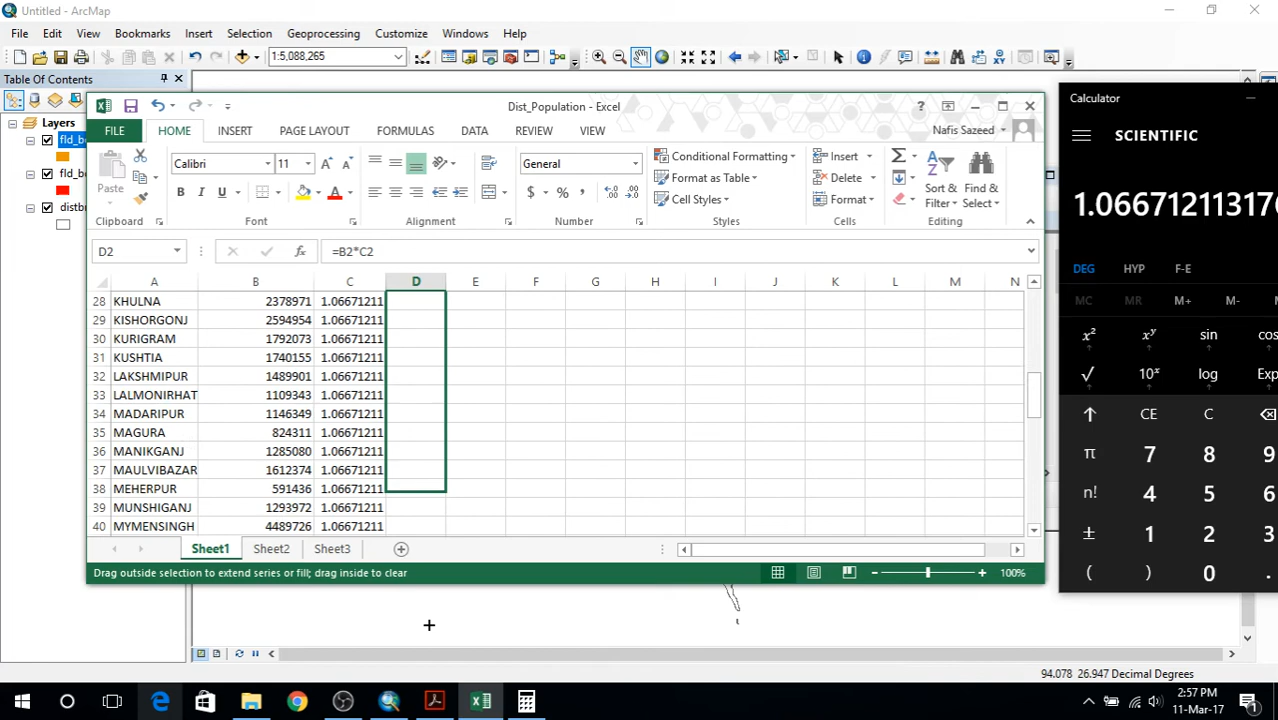 Untitled - ArcMap
File Edit View Bookmarks Insert Selection Geoprocessing Customize Windows Help
1:5,088,265
Table Of Contents
Layers
fld_b
fld_b
distb
Dist_Population - Excel
FILE HOME INSERT PAGE LAYOUT FORMULAS DATA REVIEW VIEW Nafis Sazeed
Paste
Calibri 11
B I U
General
$ % ,
Conditional Formatting
Format as Table
Cell Styles
Insert
Delete
Format
Sort & Filter
Find & Select
Clipboard Font Alignment Number Styles Cells Editing
D2 fx =B2*C2
A B C D E F G H I J K L M N
28 KHULNA 2378971 1.06671211
29 KISHORGONJ 2594954 1.06671211
30 KURIGRAM 1792073 1.06671211
31 KUSHTIA 1740155 1.06671211
32 LAKSHMIPUR 1489901 1.06671211
33 LALMONIRHAT 1109343 1.06671211
34 MADARIPUR 1146349 1.06671211
35 MAGURA 824311 1.06671211
36 MANIKGANJ 1285080 1.06671211
37 MAULVIBAZAR 1612374 1.06671211
38 MEHERPUR 591436 1.06671211
39 MUNSHIGANJ 1293972 1.06671211
40 MYMENSINGH 4489726 1.06671211
Sheet1 Sheet2 Sheet3
Drag outside selection to extend series or fill; drag inside to clear
100%
Calculator
SCIENTIFIC
1.06671211317
DEG HYP F-E
MC MR M+ M-
x² xʸ sin cos
√ 10ˣ log Exp
↑ CE C
π 7 8 9
n! 4 5 6
± 1 2 3
( ) 0 .
94.078 26.947 Decimal Degrees
2:57 PM
11-Mar-17
1